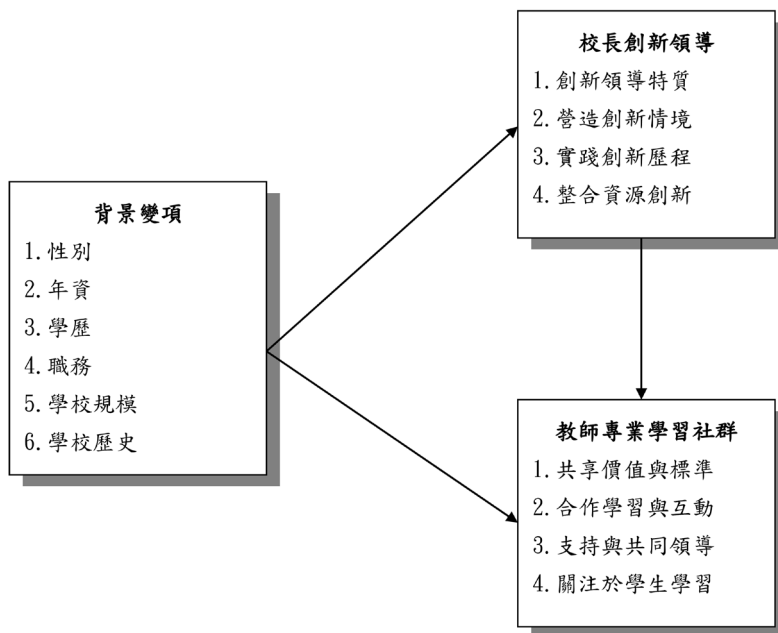 背景變項
1.性別
2.年資
3.學歷
4.職務
5.學校規模
6.學校歷史
校長創新領導
1.創新領導特質
2.營造創新情境
3.實踐創新歷程
4.整合資源創新
教師專業學習社群
1.共享價值與標準
2.合作學習與互動
3.支持與共同領導
4.關注於學生學習